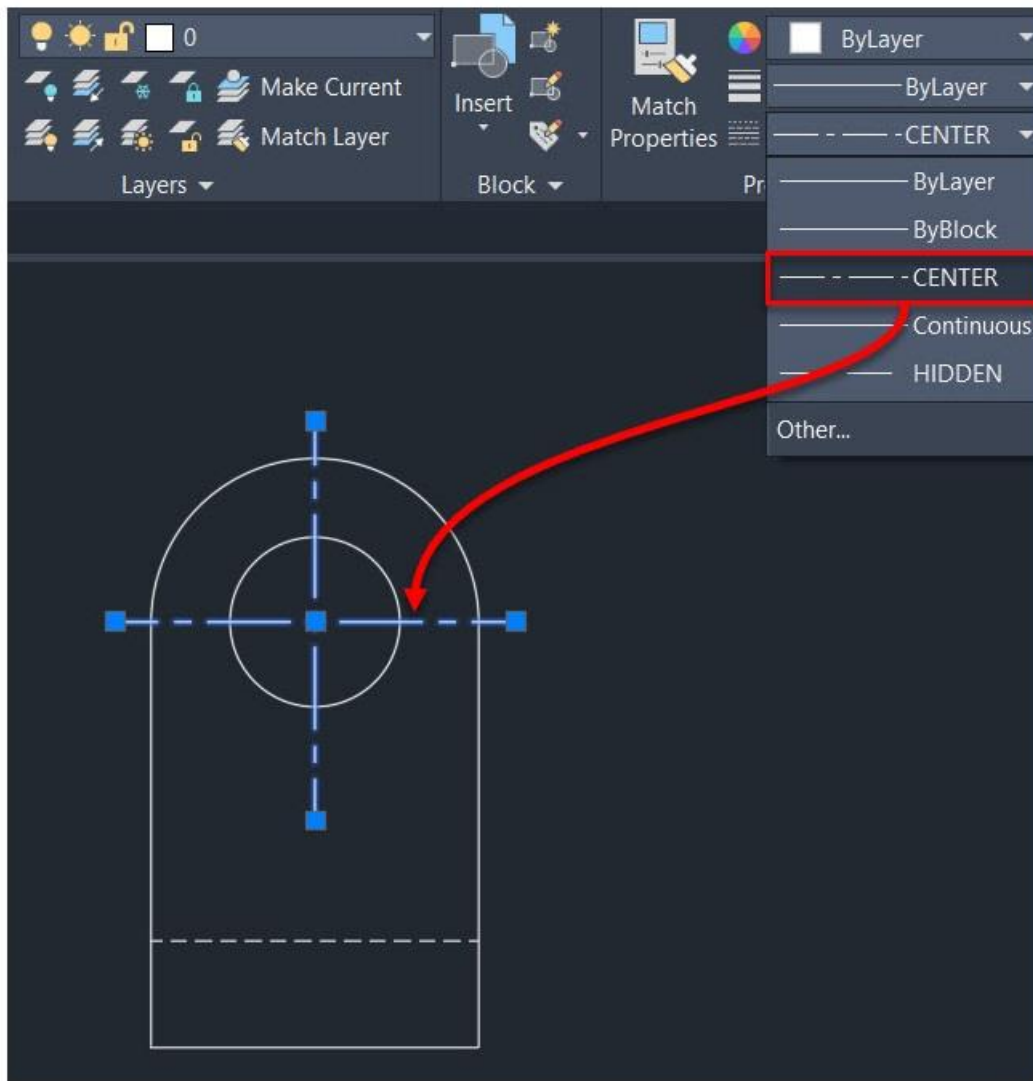 0
ByLayer
Make Current
Insert
Match
Properties
ByLayer
Match Layer
CENTER
Layers
Block
Pr
ByLayer
ByBlock
CENTER
Continuous
HIDDEN
Other...